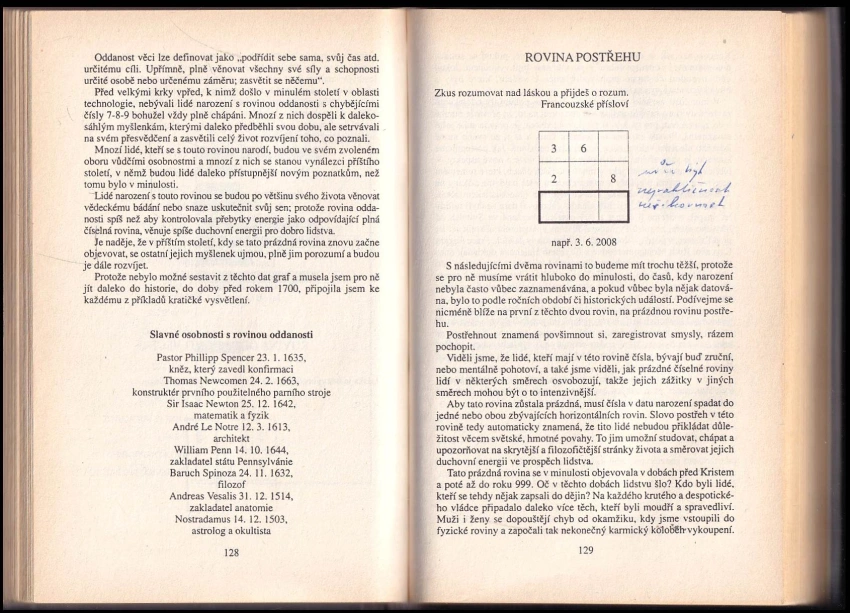 Oddanost věci lze definovat jako „podřídit sebe sama, svůj čas atd.
určitému cíli. Upřímně, plně věnovat všechny své síly a schopnosti
určité osobě nebo určenému záměru; zasvětit se něčemu“.
Před velkými krky vpřed, k nimž došlo v minulém století v oblasti
technologie, nebývali lidé narození s rovinou oddanosti s chybějícími
čísly 7-8-9 bohužel vždy plně chápáni. Mnozí z nich dospěli k daleko-
sáhlým myšlenkám, kterými daleko předběhli svou dobu, ale setrvávali
na svém přesvědčení a zasvětili celý život rozvíjení toho, co poznali.
Mnozí lidé, kteří se s touto rovinou narodí, budou ve svém zvoleném
oboru vůdčími osobnostmi a mnozí z nich se stanou vynálezci příštího
století, v němž budou lidé daleko přístupnější novým poznatkům, než
tomu bylo v minulosti.
Lidé narození s touto rovinou se budou po většinu svého života věnovat
vědeckému bádání nebo snaze uskutečnit svůj sen; protože rovina odda-
nosti spíš než aby kontrolovala přebytky energie jako odpovídající plná
číselná rovina, věnuje spíše duchovní energii pro dobro lidstva.
Je naděje, že v příštím století, kdy se tato prázdná rovina znovu začne
objevovat, se ostatní jejich myšlenek ujmou, plně jim porozumí a budou
je dále rozvíjet.
Protože nebylo možné sestavit z těchto dat graf a musela jsem pro ně
jít daleko do historie, do doby před rokem 1700, připojila jsem ke
každému z příkladů kratičké vysvětlení.
Slavné osobnosti s rovinou oddanosti
Pastor Phillipp Spencer 23. 1. 1635,
kněz, který zavedl konfirmaci
Thomas Newcomen 24. 2. 1663,
konstruktér prvního použitelného parního stroje
Sir Isaac Newton 25. 12. 1642,
matematik a fyzik
André Le Notre 12. 3. 1613,
architekt
William Penn 14. 10. 1644,
zakladatel státu Pennsylvánie
Baruch Spinoza 24. 11. 1632,
filozof
Andreas Vesalis 31. 12. 1514,
zakladatel anatomie
Nostradamus 14. 12. 1503,
astrolog a okultista
128
ROVINA POSTŘEHU
Zkus rozumovat nad láskou a přijdeš o rozum.
Francouzské přísloví
3 6
2 8
např. 3. 6. 2008
S následujícími dvěma rovinami to budeme mít trochu těžší, protože
se pro ně musíme vrátit hluboko do minulosti, do časů, kdy narození
nebyla často vůbec zaznamenávána, a pokud vůbec byla nějak datová-
na, bylo to podle ročních období či historických událostí. Podívejme se
nicméně blíže na první z těchto dvou rovin, na prázdnou rovinu postře-
hu.
Postřehnout znamená povšimnout si, zaregistrovat smysly, rázem
pochopit.
Viděli jsme, že lidé, kteří mají v této rovině čísla, bývají buď zruční,
nebo mentálně pohotoví, a také jsme viděli, jak prázdné číselné roviny
lidí v některých směrech osvobozují, takže jejich zážitky v jiných
směrech mohou být o to intenzivnější.
Aby tato rovina zůstala prázdná, musí čísla v datu narození spadat do
jedné nebo obou zbývajících horizontálních rovin. Slovo postřeh v této
rovině tedy automaticky znamená, že tito lidé nebudou přikládat důle-
žitost věcem světské, hmotné povahy. To jim umožní studovat, chápat a
upozorňovat na skrytější a filozofičtější stránky života a směrovat jejich
duchovní energii ve prospěch lidstva.
Tato prázdná rovina se v minulosti objevovala v dobách před Kristem
a poté až do roku 999. Oč v těchto dobách lidstvu šlo? Kdo byli lidé,
kteří se tehdy nějak zapsali do dějin? Na každého krutého a despotické-
ho vládce připadalo daleko více těch, kteří byli moudří a spravedliví.
Muži i ženy se dopouštějí chyb od okamžiku, kdy jsme vstoupili do
fyzické roviny a započali tak nekonečný karmický koloběh vykoupení.
129